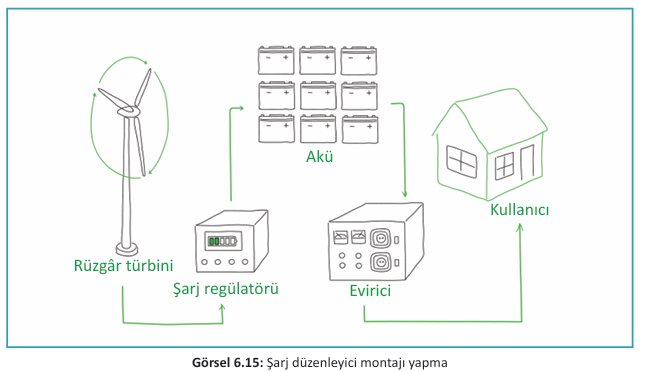 Akü
Kullanıcı
Rüzgâr türbini
Şarj regülatörü
Evirici
Görsel 6.15: Şarj düzenleyici montajı yapma